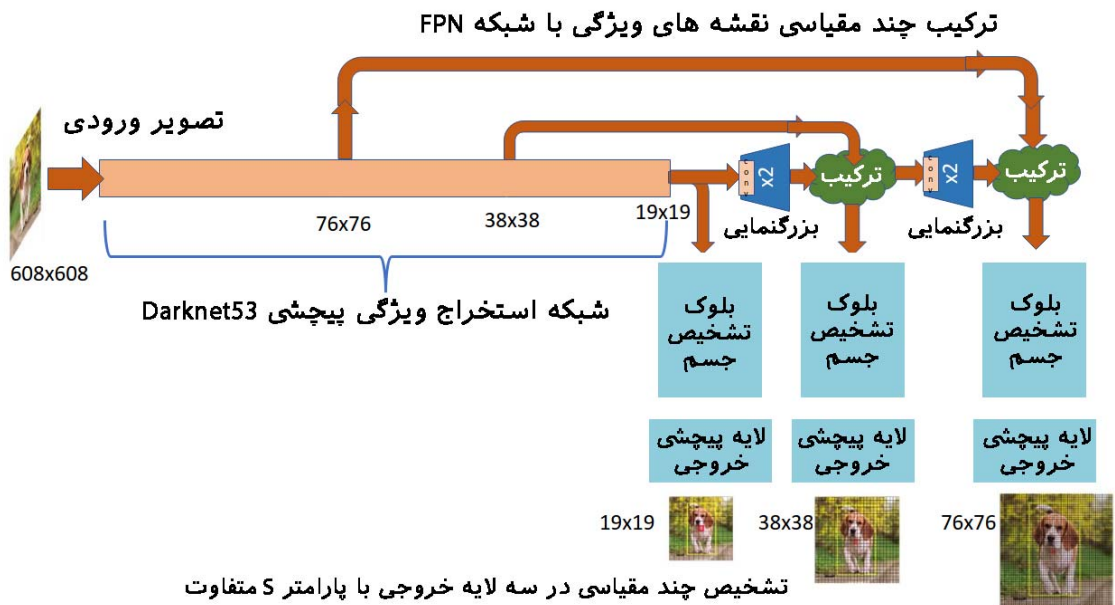 ترکیب چند مقیاسی نقشه های ویژگی با شبکه FPN
تصویر ورودی
608x608
76x76
38x38
19x19
conv
x2
ترکیب
conv
x2
ترکیب
بزرگنمایی
بزرگنمایی
شبکه استخراج ویژگی پیچشی Darknet53
بلوک
تشخیص
جسم
بلوک
تشخیص
جسم
بلوک
تشخیص
جسم
لایه پیچشی
خروجی
لایه پیچشی
خروجی
لایه پیچشی
خروجی
19x19
38x38
76x76
تشخیص چند مقیاسی در سه لایه خروجی با پارامتر S متفاوت